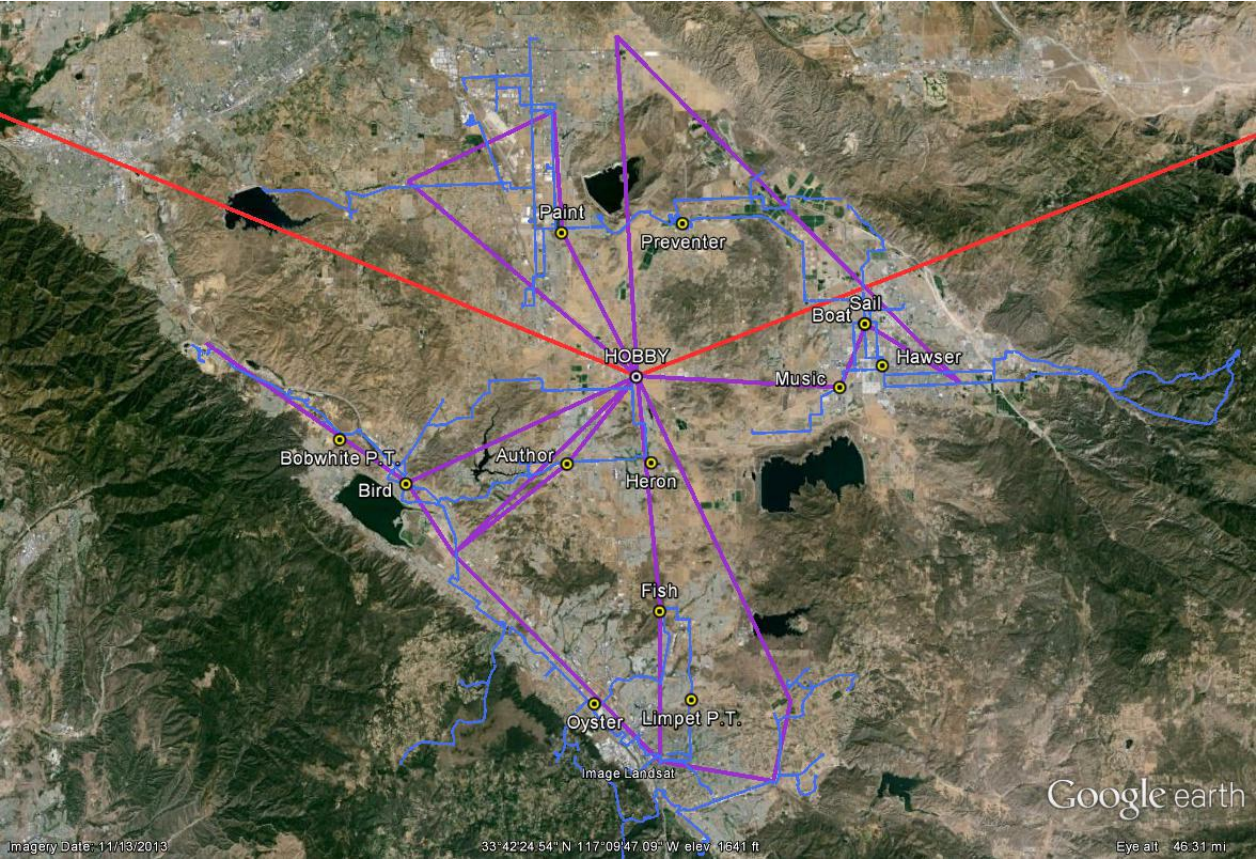 Paint
Preventer
Sail
Boat
HOBBY
Hawser
Music
Author
Bobwhite P.T.
Heron
Bird
Fish
Oyster
Limpet P.T.
Image Landsat
Google earth
Imagery Date: 11/13/2013
33°42'24.54" N 117°09'47.09" W elev 1641 ft
Eye alt 46.31 mi